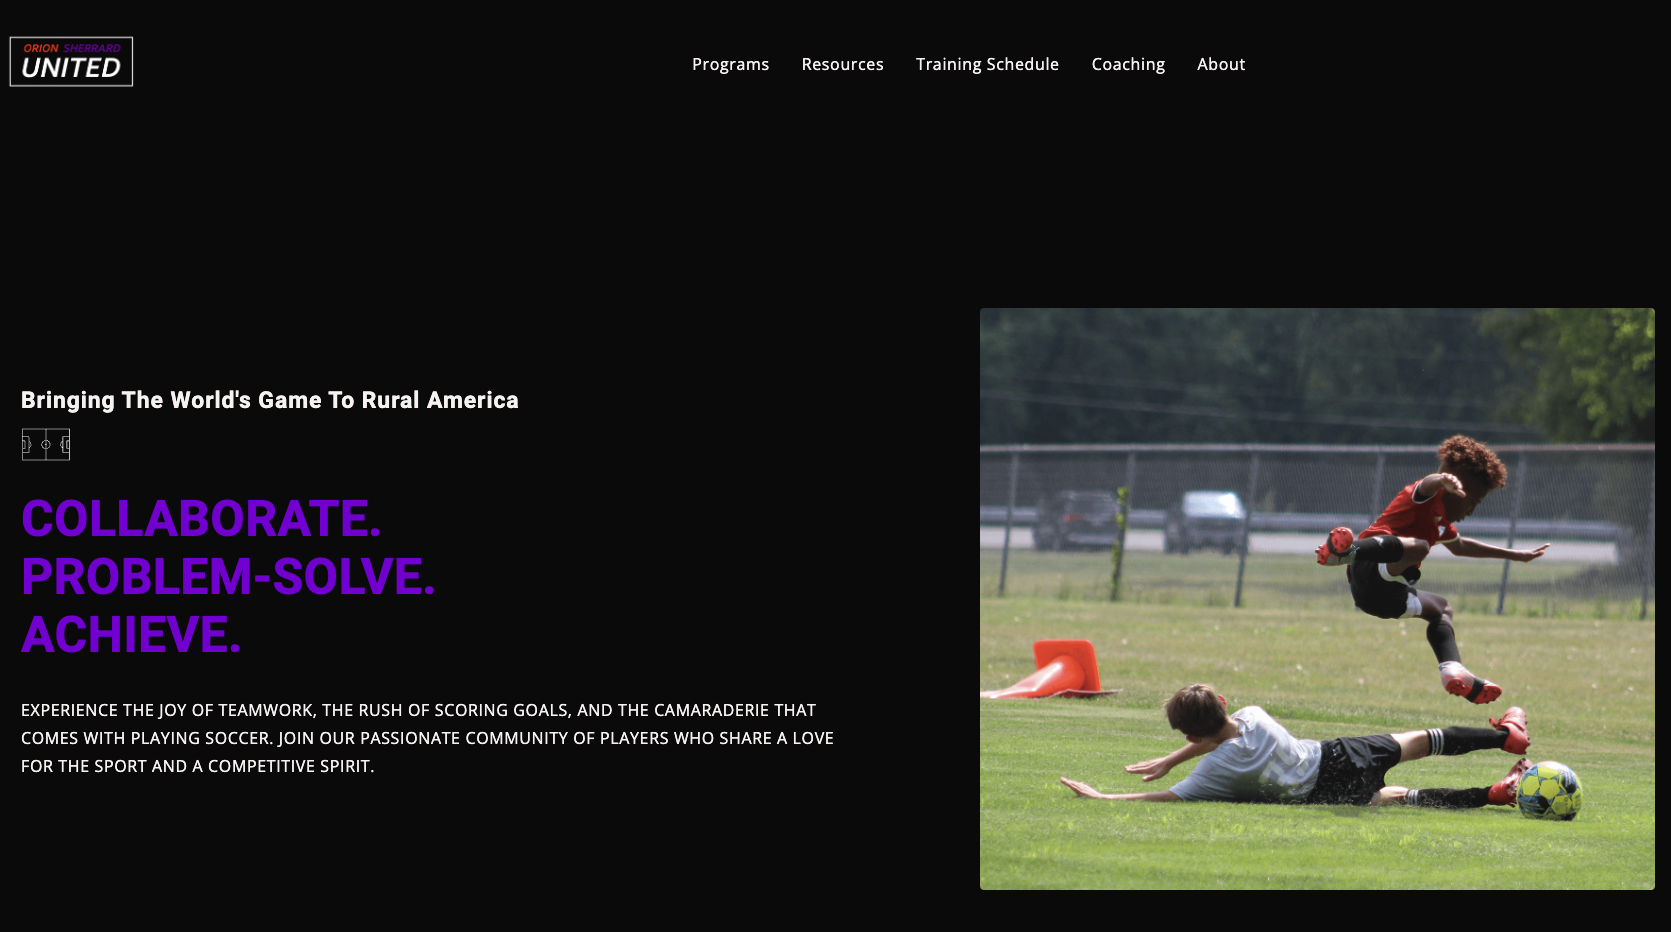 ORION SHERRARD
UNITED
Programs Resources Training Schedule Coaching About
Bringing The World's Game To Rural America
COLLABORATE.
PROBLEM-SOLVE.
ACHIEVE.
EXPERIENCE THE JOY OF TEAMWORK, THE RUSH OF SCORING GOALS, AND THE CAMARADERIE THAT
COMES WITH PLAYING SOCCER. JOIN OUR PASSIONATE COMMUNITY OF PLAYERS WHO SHARE A LOVE
FOR THE SPORT AND A COMPETITIVE SPIRIT.